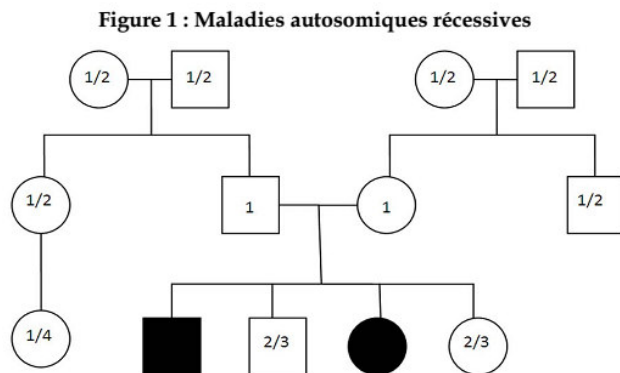 Figure 1 : Maladies autosomiques récessives
1/2 1/2 1/2 1/2
1/2 1 1 1/2
1/4 2/3 2/3